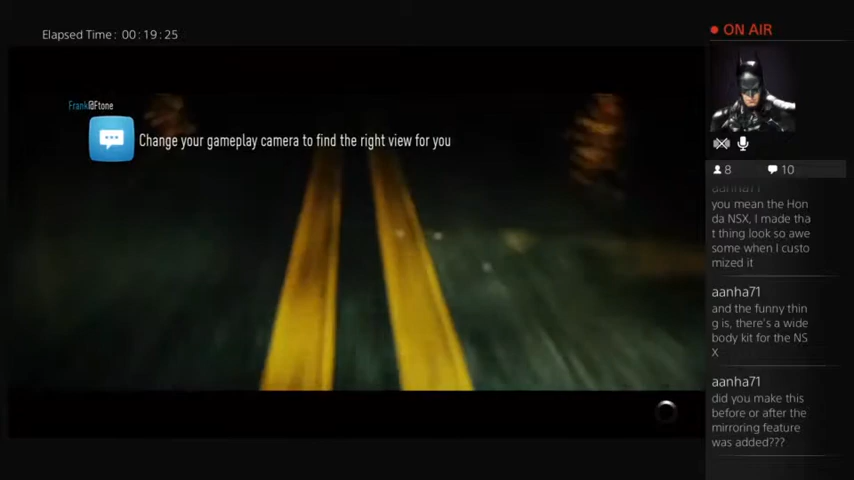 Elapsed Time: 00:19:25
ON AIR
Frank@Ftone
Change your gameplay camera to find the right view for you
8
10
aanha71
you mean the Hon
da NSX, I made tha
t thing look so awe
some when I custo
mized it
aanha71
and the funny thin
g is, there's a wide
body kit for the NS
X
aanha71
did you make this
before or after the
mirroring feature
was added???